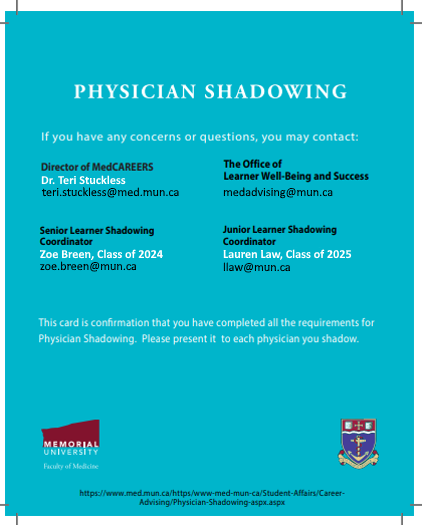 PHYSICIAN SHADOWING
If you have any concerns or questions, you may contact:
Director of MedCAREERS
Dr. Teri Stuckless
teri.stuckless@med.mun.ca
The Office of
Learner Well-Being and Success
medadvising@mun.ca
Senior Learner Shadowing
Coordinator
Zoe Breen, Class of 2024
zoe.breen@mun.ca
Junior Learner Shadowing
Coordinator
Lauren Law, Class of 2025
llaw@mun.ca
This card is confirmation that you have completed all the requirements for
Physician Shadowing. Please present it to each physician you shadow.
MEMORIAL
UNIVERSITY
Faculty of Medicine
https://www.med.mun.ca/https/www-med-mun-ca/Student-Affairs/Career-
Advising/Physician-Shadowing-aspx.aspx